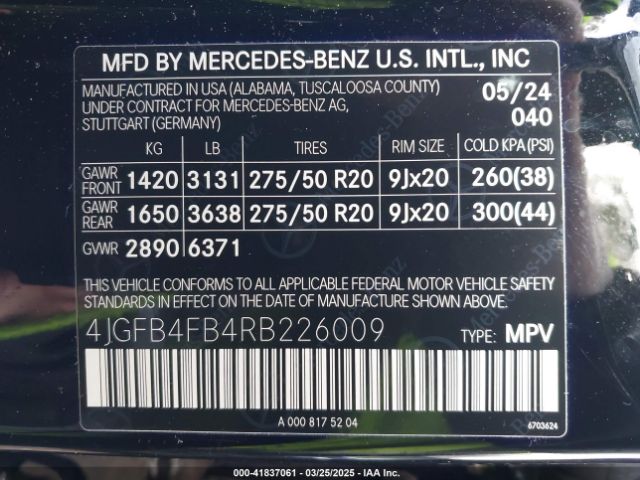 MFD BY MERCEDES-BENZ U.S. INTL., INC
MANUFACTURED IN USA (ALABAMA, TUSCALOOSA COUNTY) 05/24
UNDER CONTRACT FOR MERCEDES-BENZ AG,
STUTTGART (GERMANY) 040
KG LB TIRES RIM SIZE COLD KPA (PSI)
GAWR FRONT 1420 3131 275/50 R20 9Jx20 260(38)
GAWR REAR 1650 3638 275/50 R20 9Jx20 300(44)
GVWR 2890 6371
THIS VEHICLE CONFORMS TO ALL APPLICABLE FEDERAL MOTOR VEHICLE SAFETY
STANDARDS IN EFFECT ON THE DATE OF MANUFACTURE SHOWN ABOVE.
4JGFB4FB4RB226009 TYPE: MPV
A 000 817 52 04 6703624
000-41837061 | 03/25/2025 | IAA Inc.